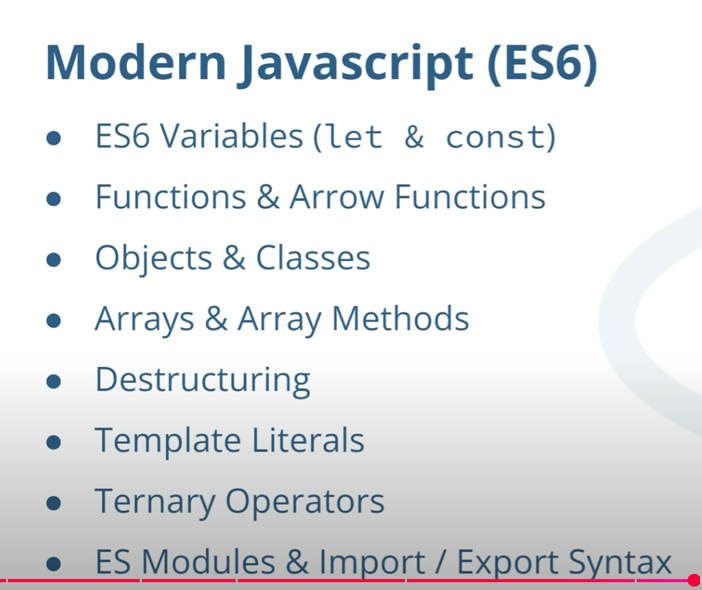 Modern Javascript (ES6)
● ES6 Variables (let & const)
● Functions & Arrow Functions
● Objects & Classes
● Arrays & Array Methods
● Destructuring
● Template Literals
● Ternary Operators
● ES Modules & Import / Export Syntax